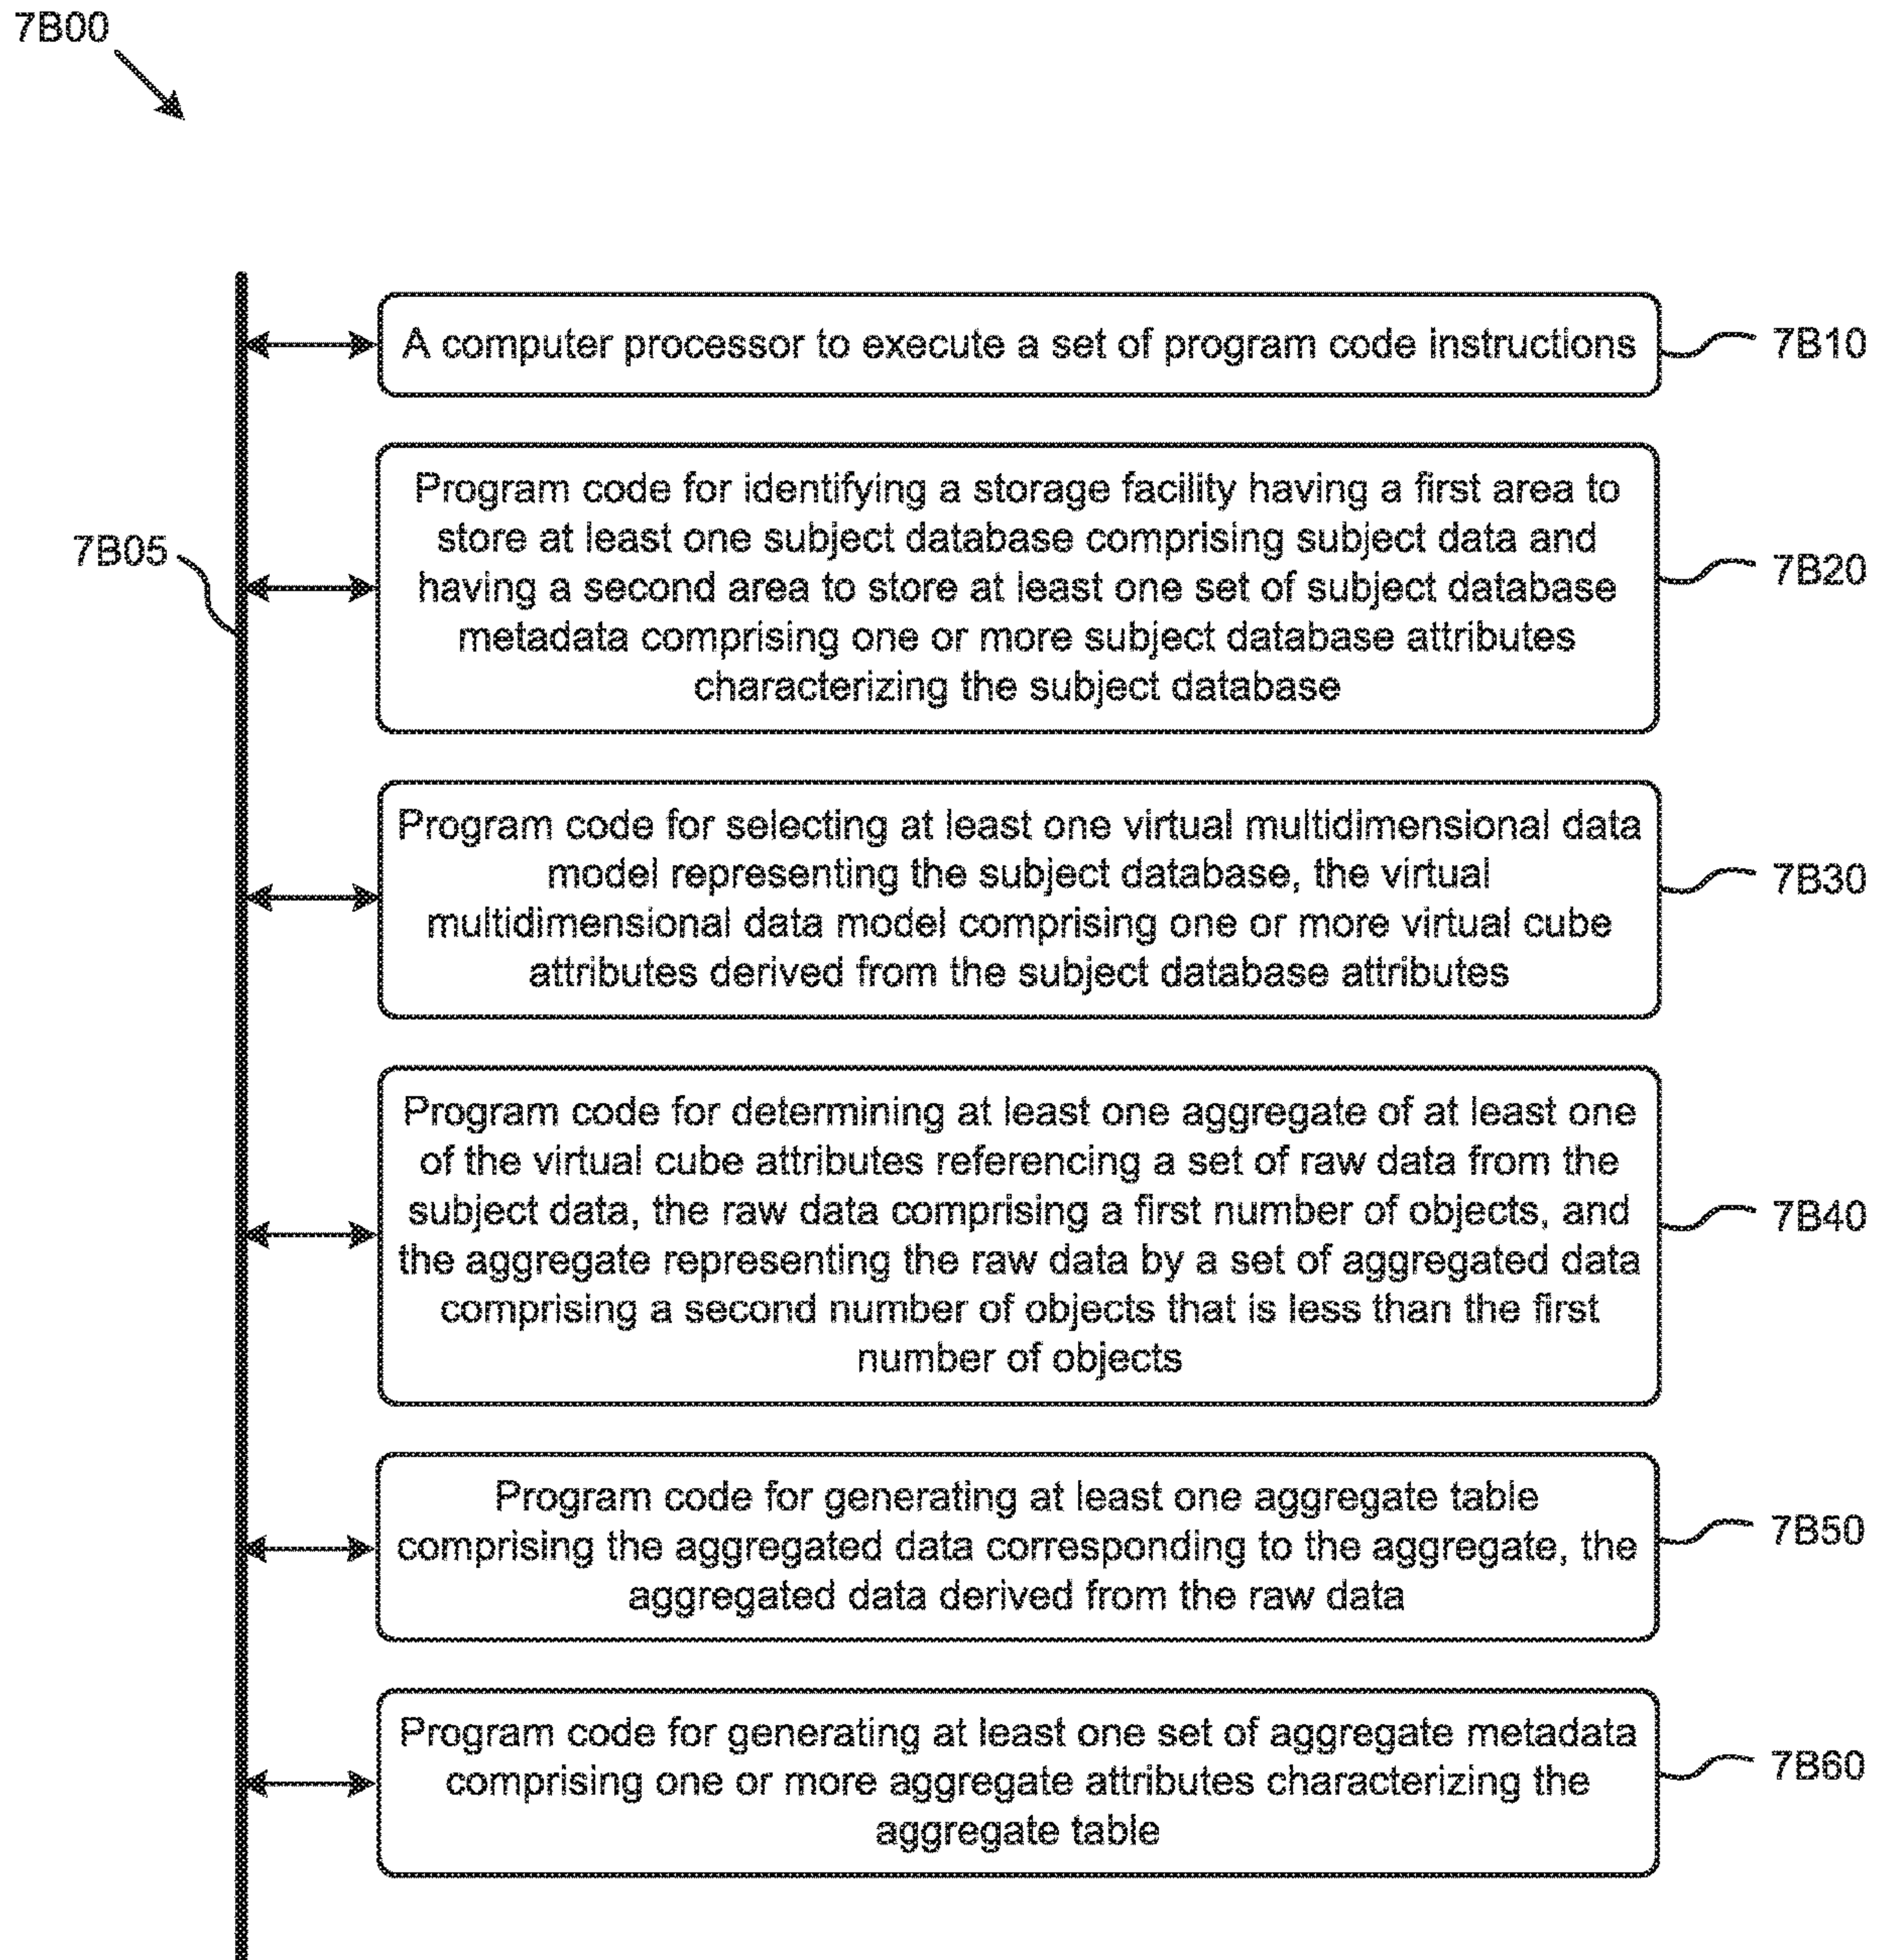 7B00
A computer processor to execute a set of program code instructions
7B10
Program code for identifying a storage facility having a first area to
store at least one subject database comprising subject data and
having a second area to store at least one set of subject database
metadata comprising one or more subject database attributes
characterizing the subject database
7B05
7B20
Program code for selecting at least one virtual multidimensional data
model representing the subject database, the virtual
multidimensional data model comprising one or more virtual cube
attributes derived from the subject database attributes
7B30
Program code for determining at least one aggregate of at least one
of the virtual cube attributes referencing a set of raw data from the
subject data, the raw data comprising a first number of objects, and
the aggregate representing the raw data by a set of aggregated data
comprising a second number of objects that is less than the first
number of objects
7B40
Program code for generating at least one aggregate table
comprising the aggregated data corresponding to the aggregate, the
aggregated data derived from the raw data
7B50
Program code for generating at least one set of aggregate metadata
comprising one or more aggregate attributes characterizing the
aggregate table
7B60